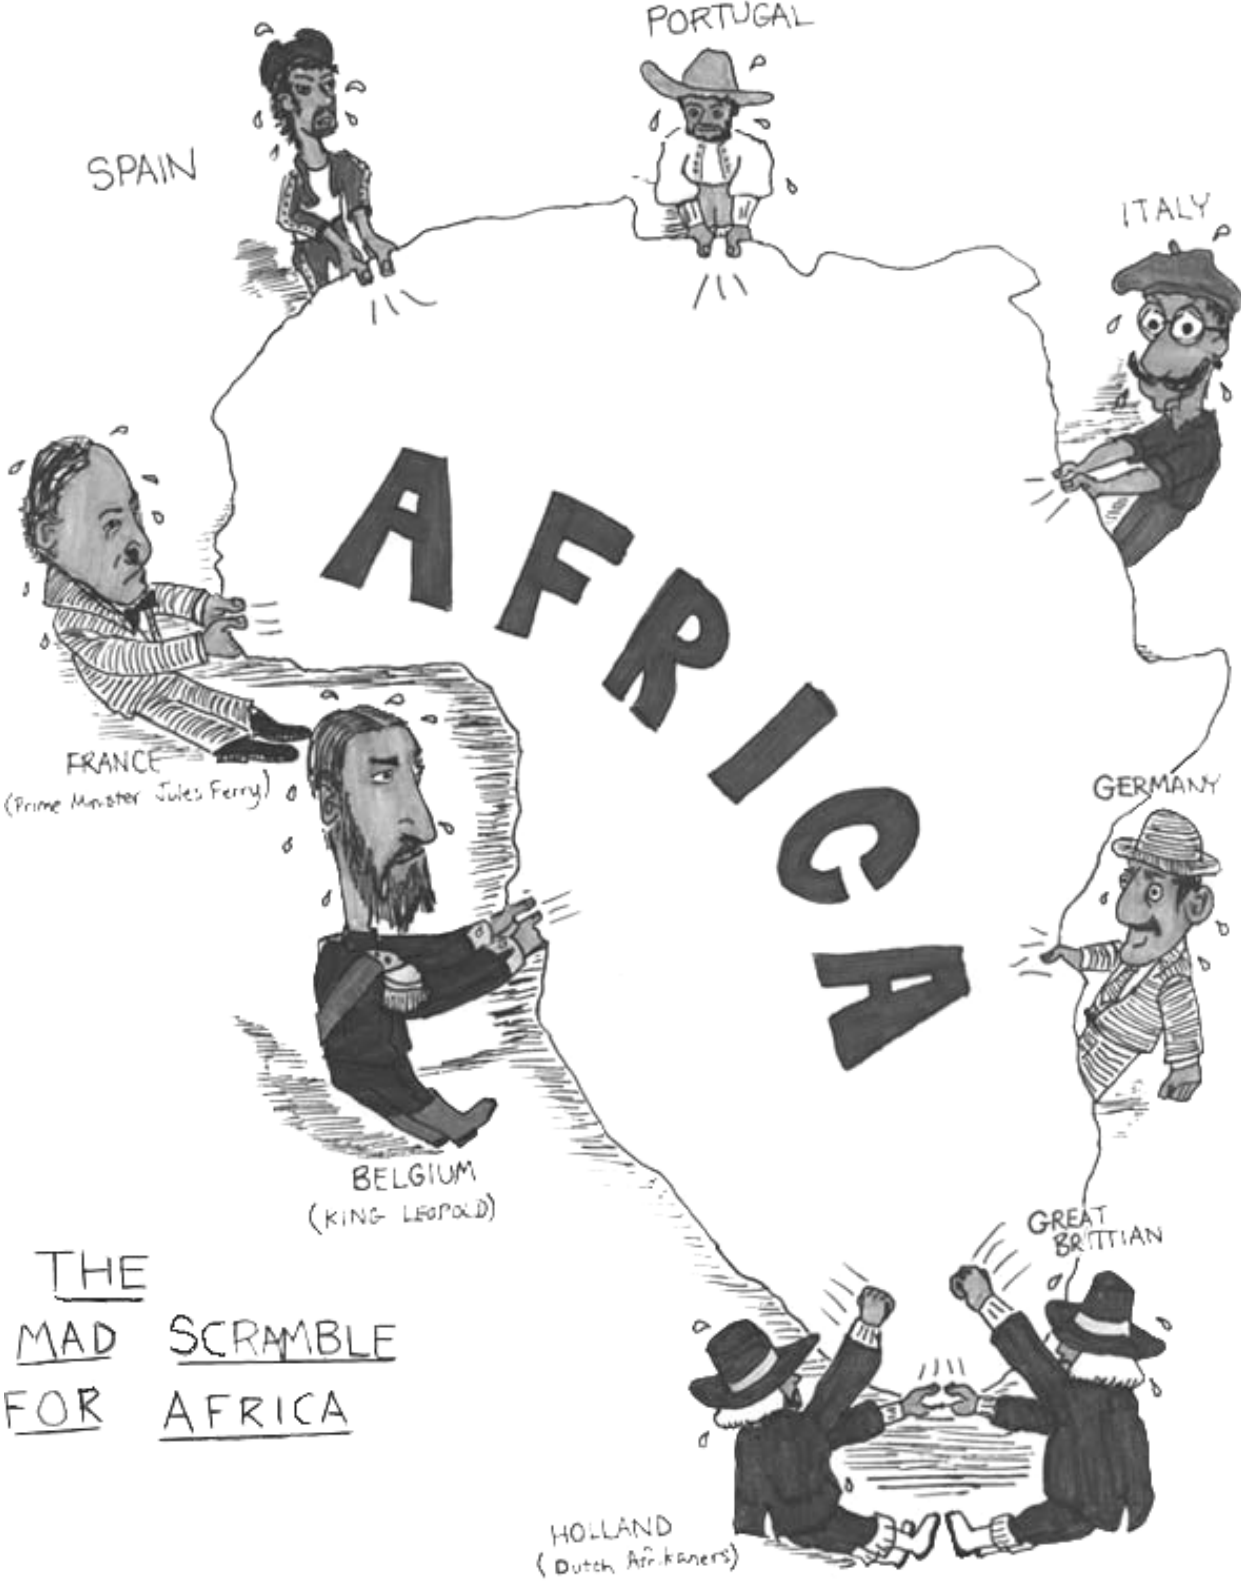 PORTUGAL
SPAIN
ITALY
AFRICA
FRANCE
(Prime Minister Jules Ferry)
GERMANY
BELGIUM
(KING LEOPOLD)
GREAT
BRITTIAN
THE
MAD SCRAMBLE
FOR AFRICA
HOLLAND
(Dutch Afrikaners)